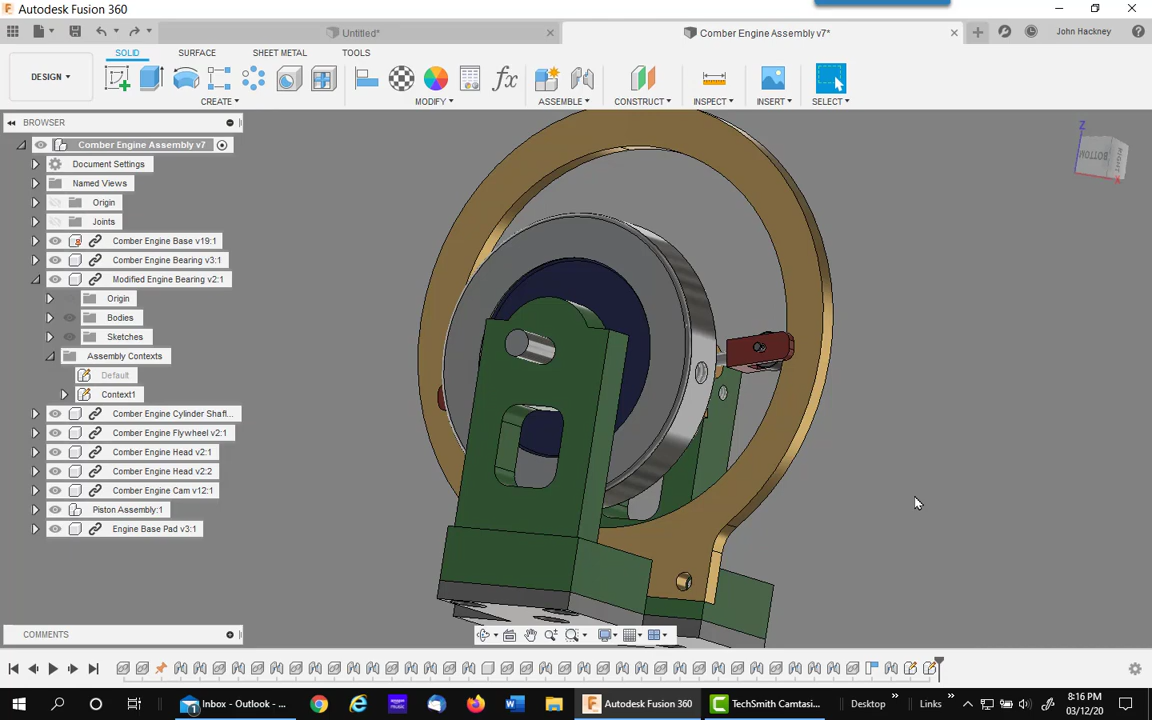 Autodesk Fusion 360
Untitled*
Comber Engine Assembly v7*
John Hackney
SOLID
SURFACE
SHEET METAL
TOOLS
DESIGN
CREATE
MODIFY
ASSEMBLE
CONSTRUCT
INSPECT
INSERT
SELECT
BROWSER
Comber Engine Assembly v7
Document Settings
Named Views
Origin
Joints
Comber Engine Base v19:1
Comber Engine Bearing v3:1
Modified Engine Bearing v2:1
Origin
Bodies
Sketches
Assembly Contexts
Default
Context1
Comber Engine Cylinder Shafl...
Comber Engine Flywheel v2:1
Comber Engine Head v2:1
Comber Engine Head v2:2
Comber Engine Cam v12:1
Piston Assembly:1
Engine Base Pad v3:1
Z
BOTTOM
RIGHT
X
COMMENTS
Inbox - Outlook - ...
Autodesk Fusion 360
TechSmith Camtasi...
Desktop
Links
8:16 PM
03/12/20